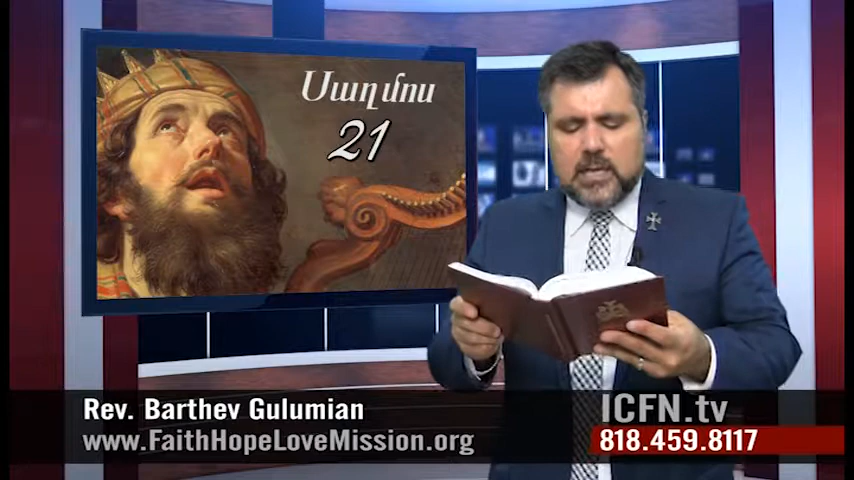 Սաղմոս
21
Rev. Barthev Gulumian
www.FaithHopeLoveMission.org
ICFN.tv
818.459.8117